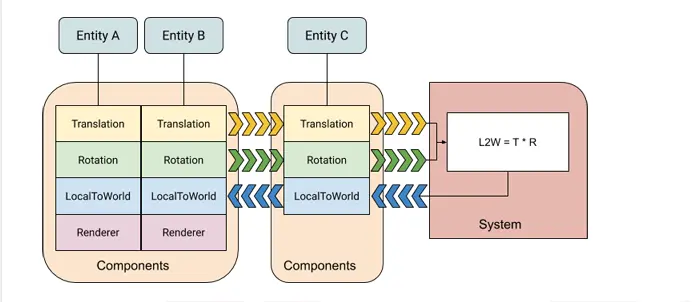 Entity A
Entity B
Entity C
Translation
Translation
Translation
Rotation
Rotation
Rotation
LocalToWorld
LocalToWorld
LocalToWorld
Renderer
Renderer
L2W = T * R
System
Components
Components